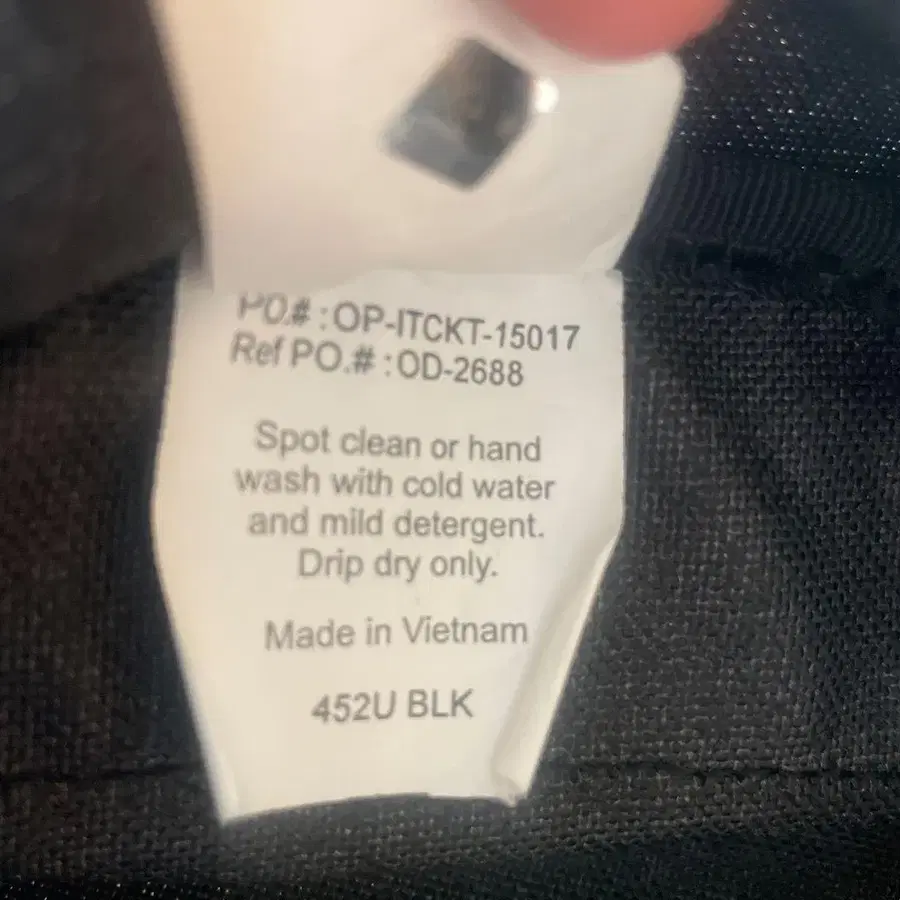 PO.# : OP-ITCKT-15017
Ref PO.# : OD-2688
Spot clean or hand
wash with cold water
and mild detergent.
Drip dry only.
Made in Vietnam
452U BLK